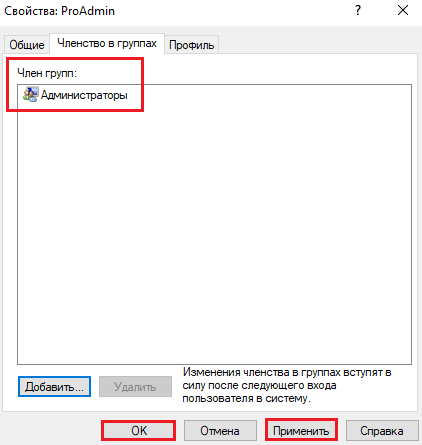 Свойства: ProAdmin
?
Общие Членство в группах Профиль
Член групп:
Администраторы
Добавить... Удалить
Изменения членства в группах вступят в
силу после следующего входа
пользователя в систему.
OK Отмена Применить Справка